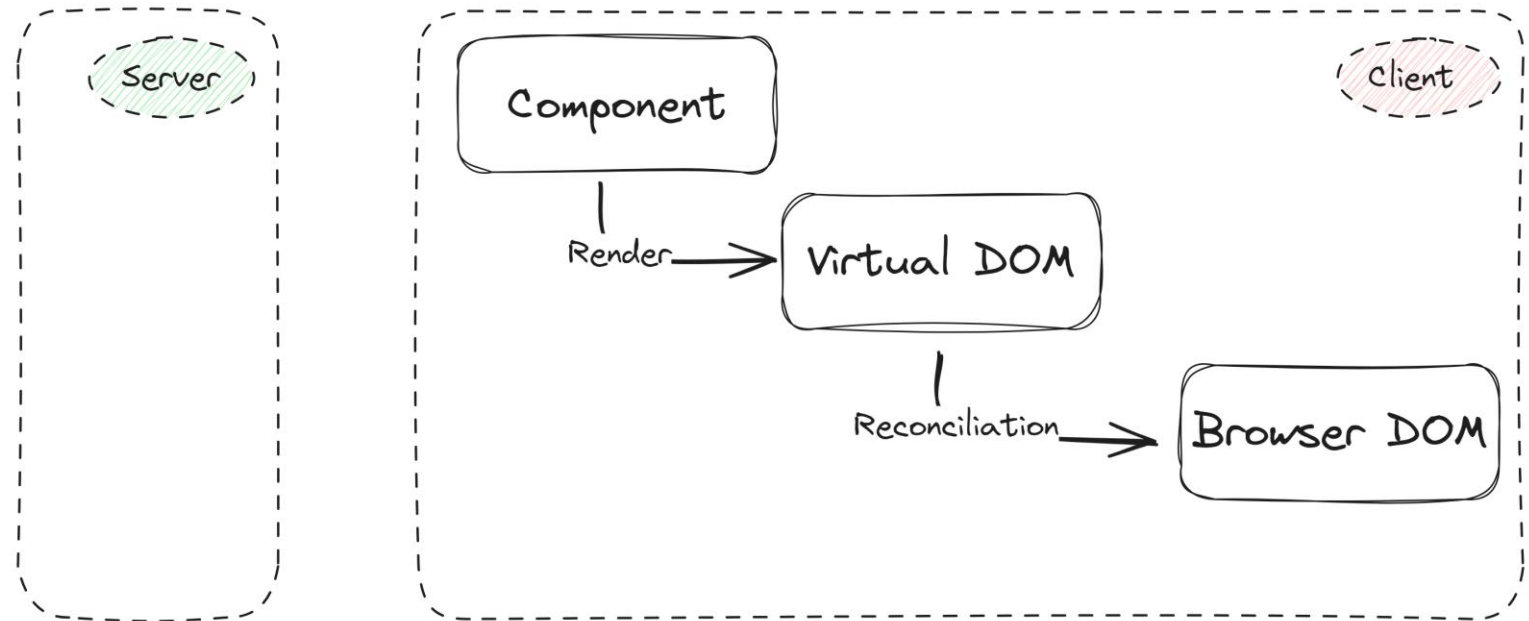 Server
Component
Client
Render
Virtual DOM
Reconciliation
Browser DOM